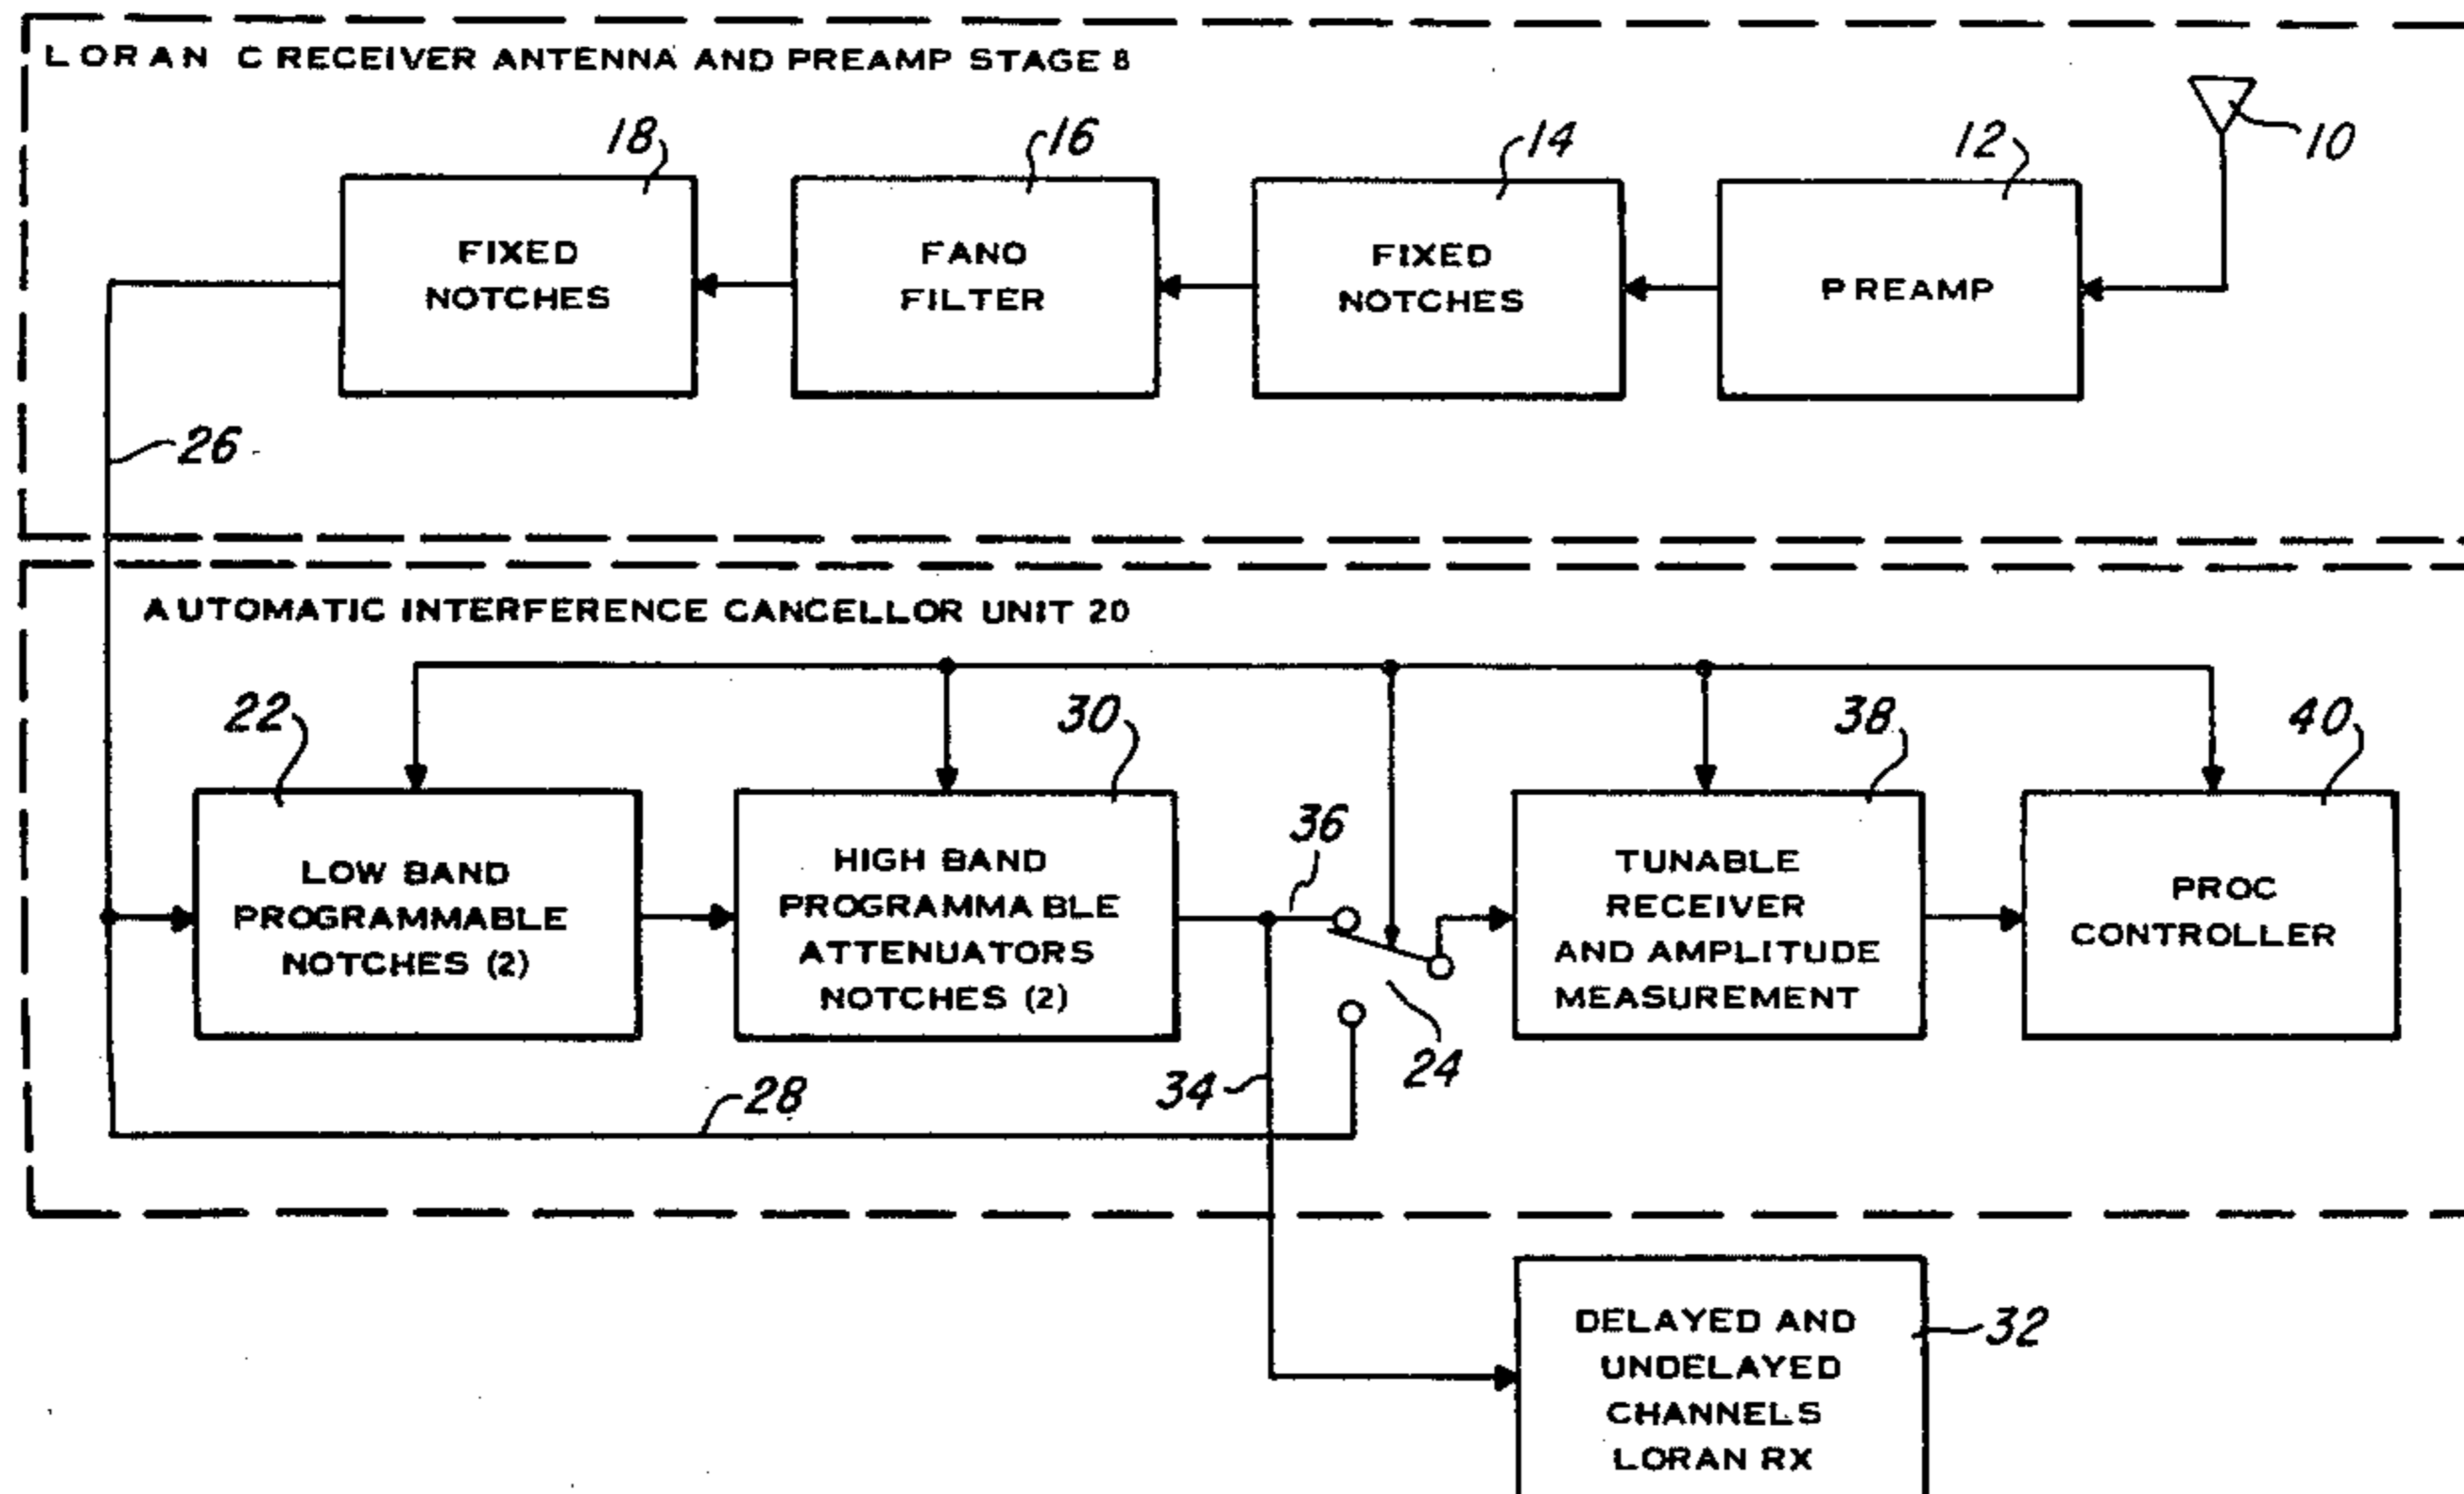 LORAN C RECEIVER ANTENNA AND PREAMP STAGE 8
10
12
14
16
18
FIXED
NOTCHES
FANO
FILTER
FIXED
NOTCHES
PREAMP
26
AUTOMATIC INTERFERENCE CANCELLOR UNIT 20
22
30
36
38
40
LOW BAND
PROGRAMMABLE
NOTCHES (2)
HIGH BAND
PROGRAMMABLE
ATTENUATORS
NOTCHES (2)
TUNABLE
RECEIVER
AND AMPLITUDE
MEASUREMENT
PROC
CONTROLLER
24
34
28
DELAYED AND
UNDELAYED
CHANNELS
LORAN RX
32